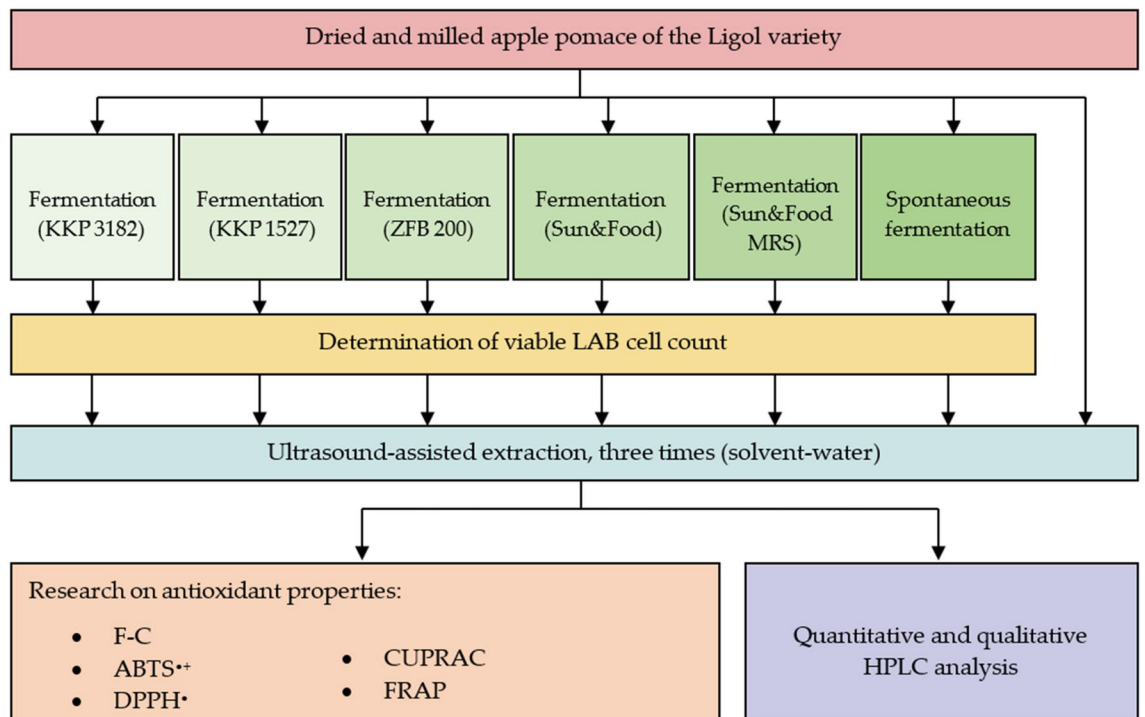 Dried and milled apple pomace of the Ligol variety
Fermentation
(KKP 3182)
Fermentation
(KKP 1527)
Fermentation
(ZFB 200)
Fermentation
(Sun&Food)
Fermentation
(Sun&Food
MRS)
Spontaneous
fermentation
Determination of viable LAB cell count
Ultrasound-assisted extraction, three times (solvent-water)
Research on antioxidant properties:
• F-C
• ABTS•+
• DPPH•
• CUPRAC
• FRAP
Quantitative and qualitative
HPLC analysis